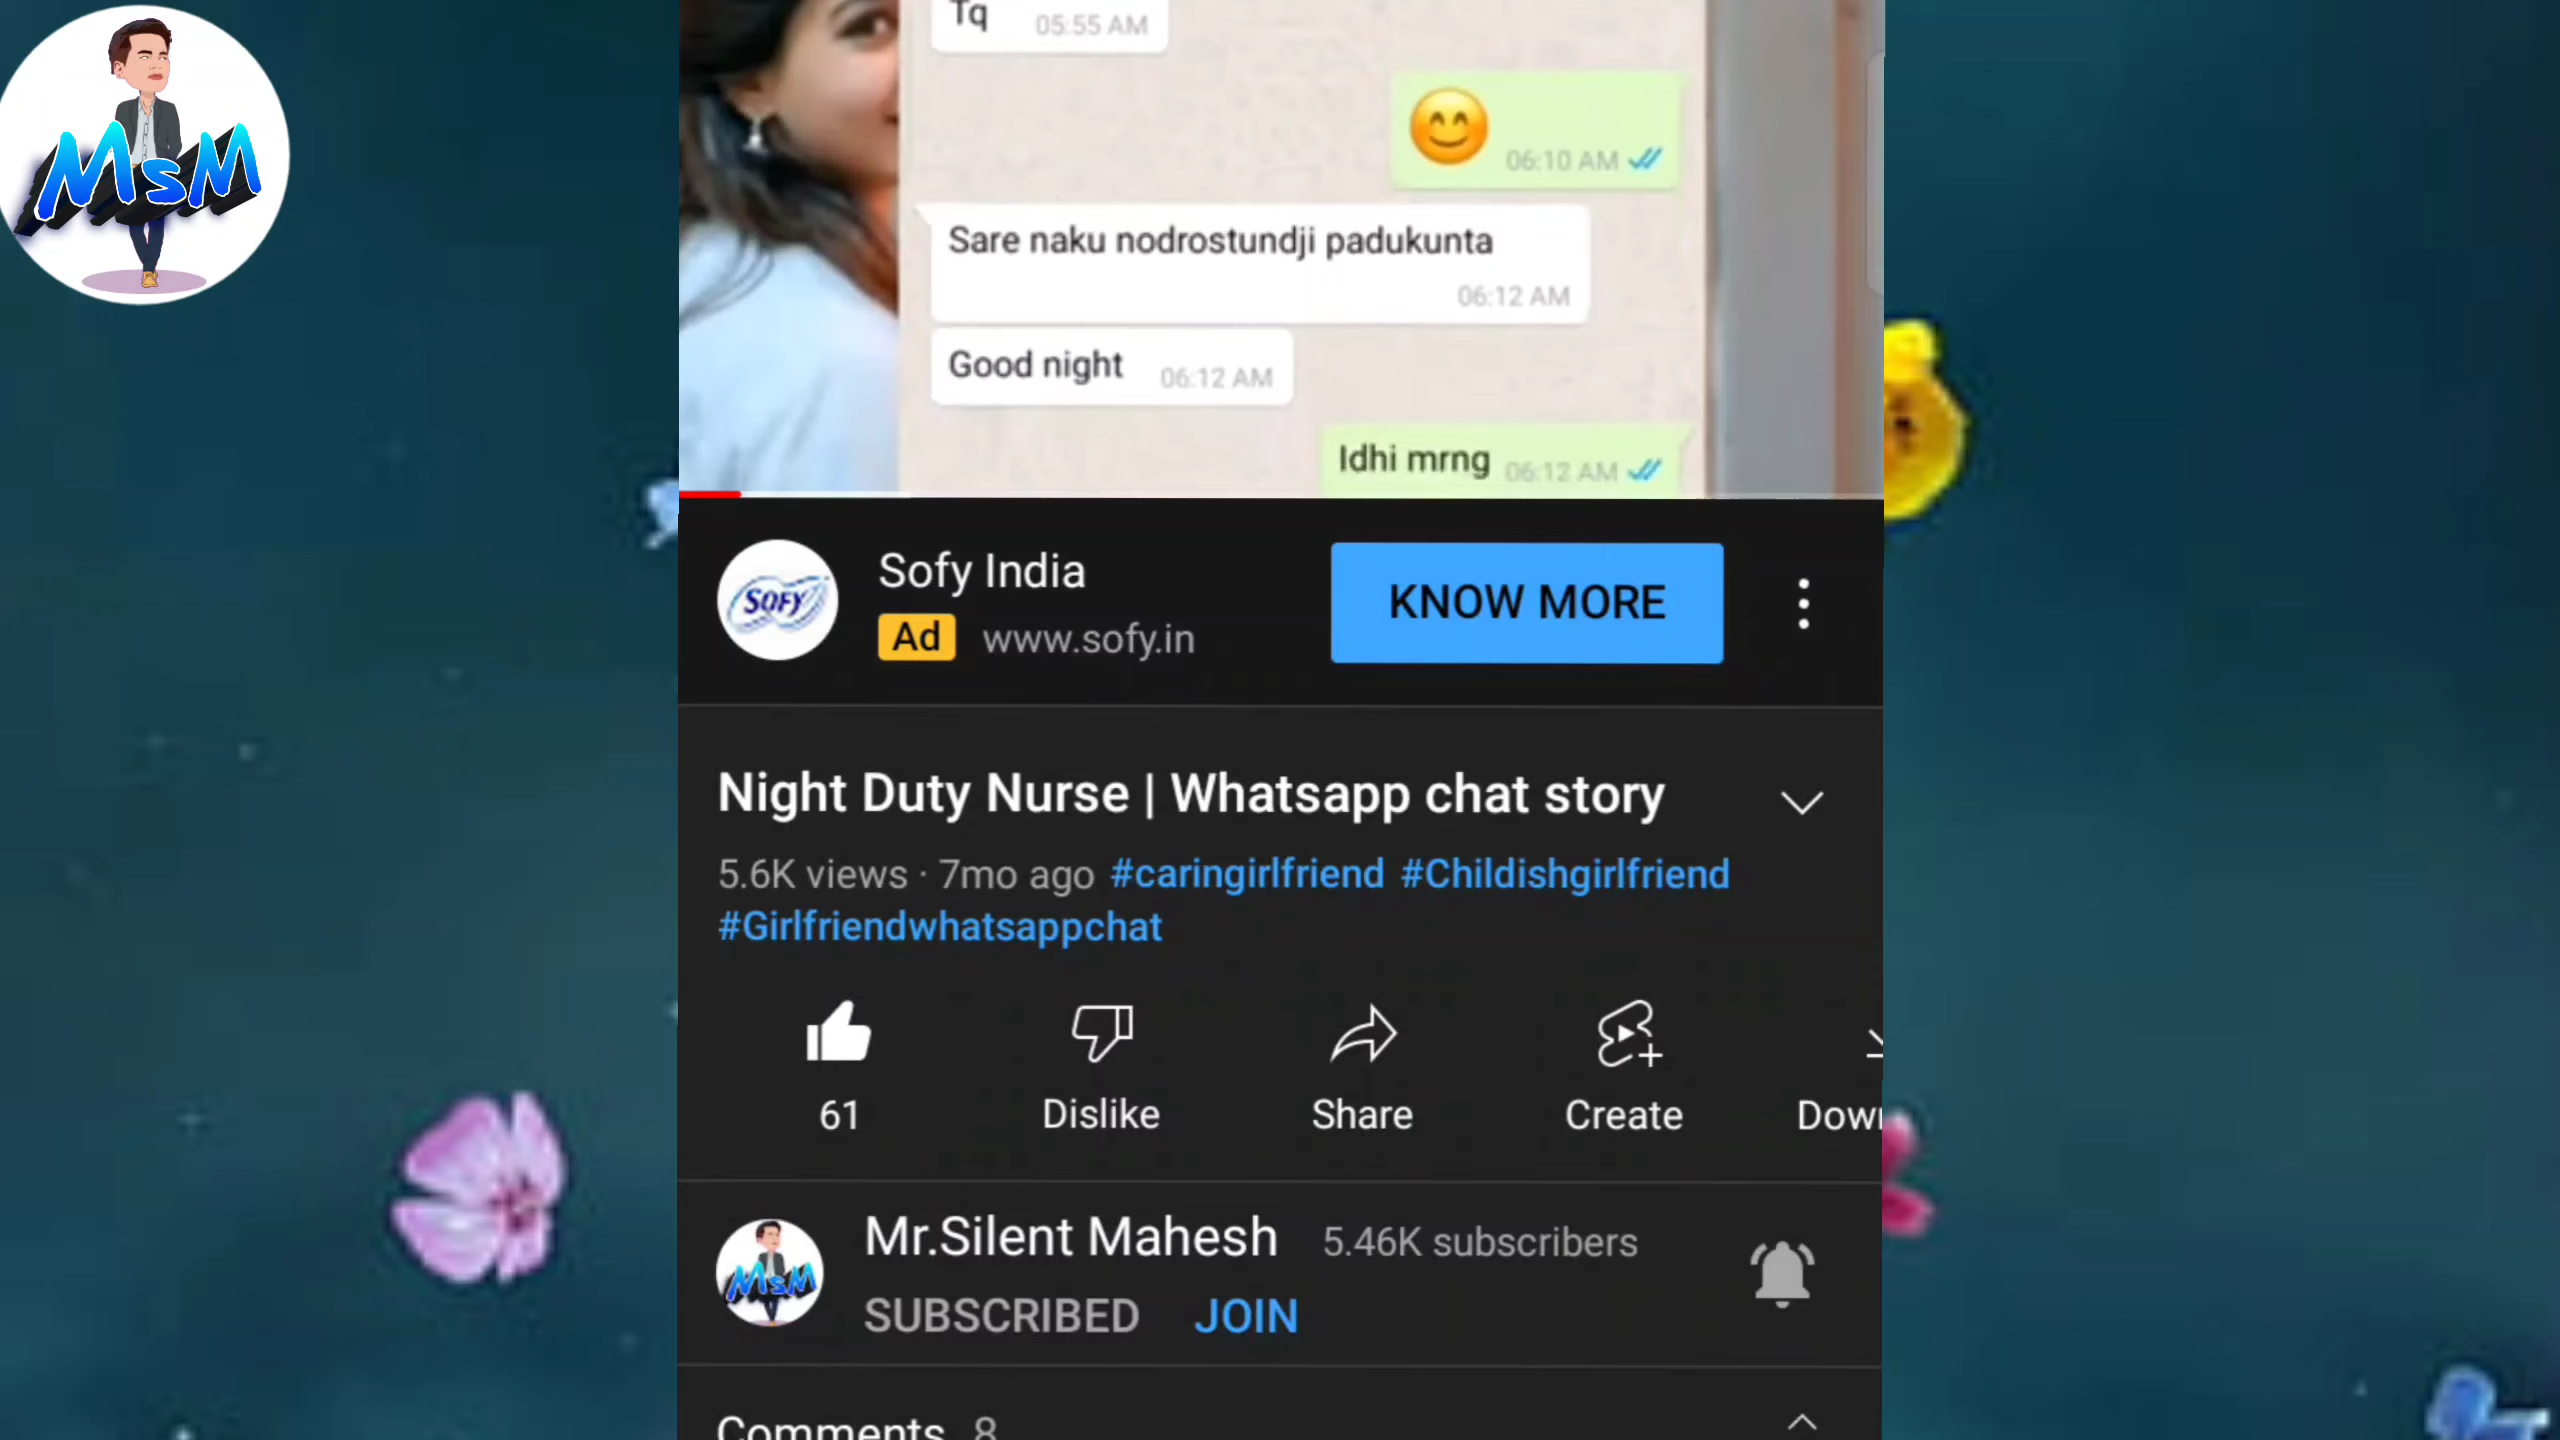 MsM
Tq 05:55 AM
06:10 AM
Sare naku nodrostundji padukunta
06:12 AM
Good night 06:12 AM
Idhi mrng 06:12 AM
SOFY
Sofy India
Ad www.sofy.in
KNOW MORE
Night Duty Nurse | Whatsapp chat story
5.6K views · 7mo ago #caringirlfriend #Childishgirlfriend
#Girlfriendwhatsappchat
61 Dislike Share Create Down
MsM
Mr.Silent Mahesh 5.46K subscribers
SUBSCRIBED JOIN
Comments 8